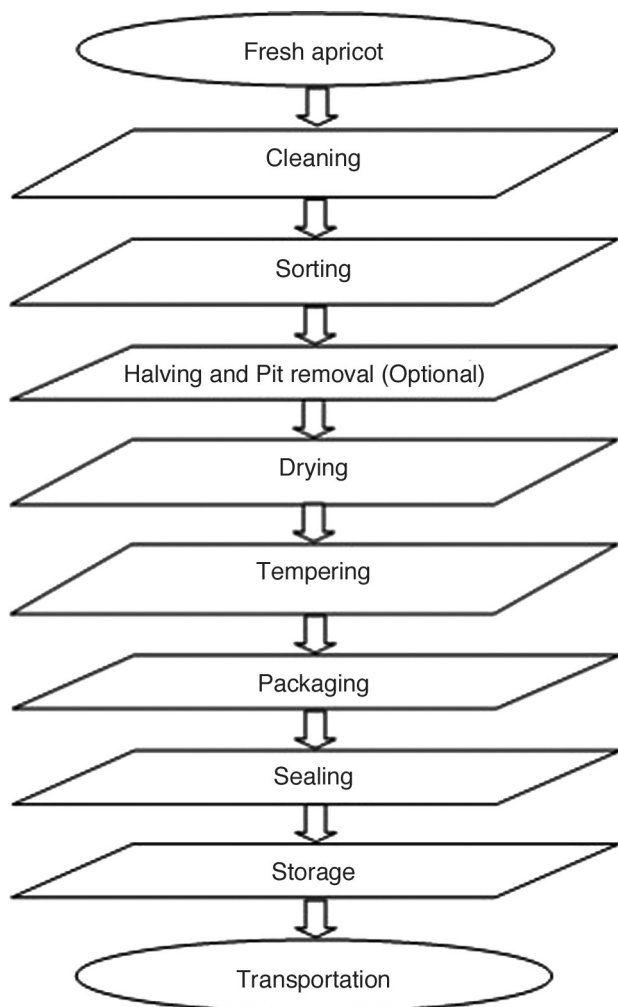 Fresh apricot
Cleaning
Sorting
Halving and Pit removal (Optional)
Drying
Tempering
Packaging
Sealing
Storage
Transportation